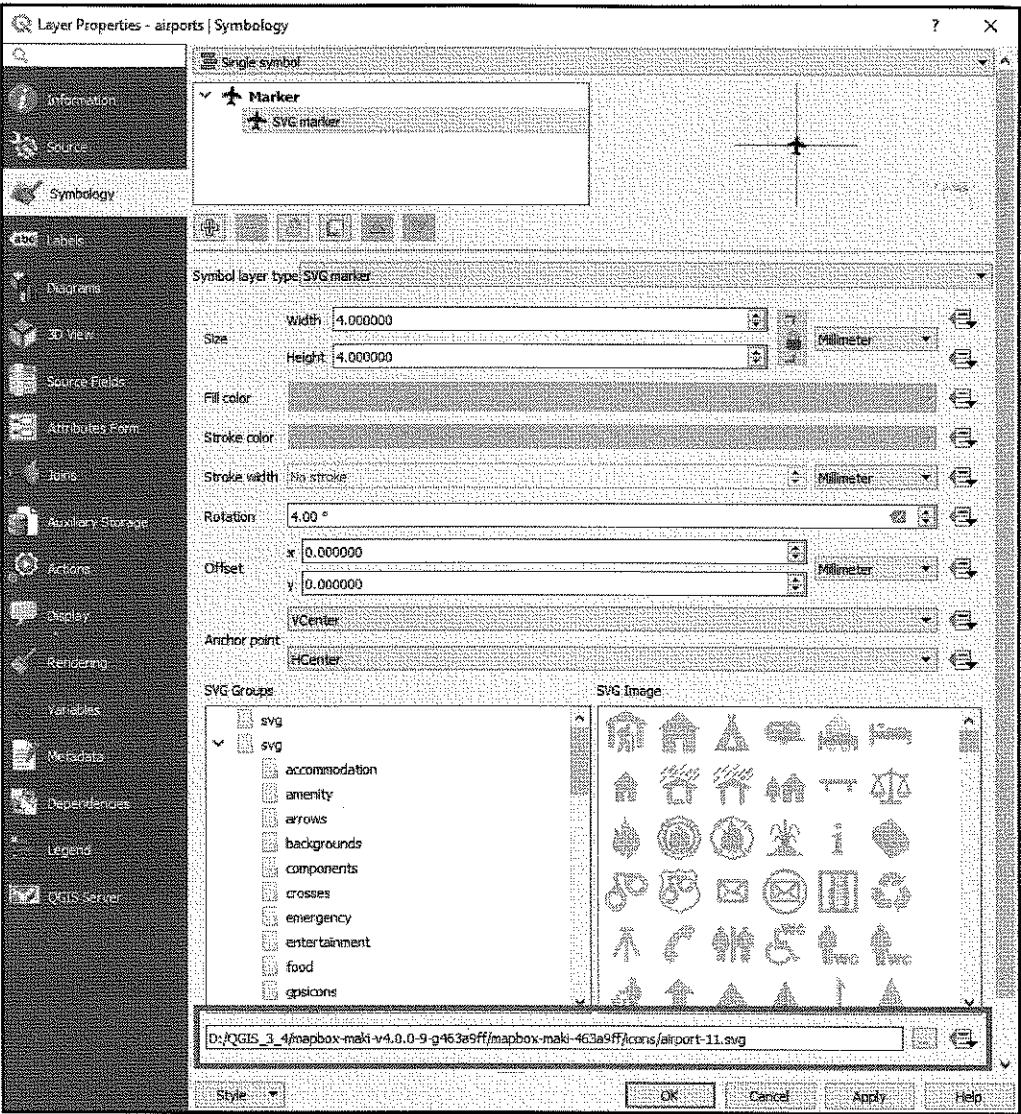 Layer Properties - airports | Symbology
?
Single symbol
Information
Source
Symbology
abc Labels
Diagrams
3D View
Source Fields
Attributes Form
Joins
Auxiliary Storage
Actions
Display
Rendering
Variables
Metadata
Dependencies
Legend
QGIS Server
Marker
SVG marker
Symbol layer type SVG marker
Size
Width 4.000000
Height 4.000000
Millimeter
Fill color
Stroke color
Stroke width No stroke Millimeter
Rotation 4.00 °
Offset
x 0.000000
y 0.000000
Millimeter
Anchor point
VCenter
HCenter
SVG Groups
svg
svg
accommodation
amenity
arrows
backgrounds
components
crosses
emergency
entertainment
food
gpsicons
SVG Image
WC
WC
WC
D:/QGIS_3_4/mapbox-maki-v4.0.0-9-g463a9ff/mapbox-maki-463a9ff/icons/airport-11.svg
Style
OK
Cancel
Apply
Help